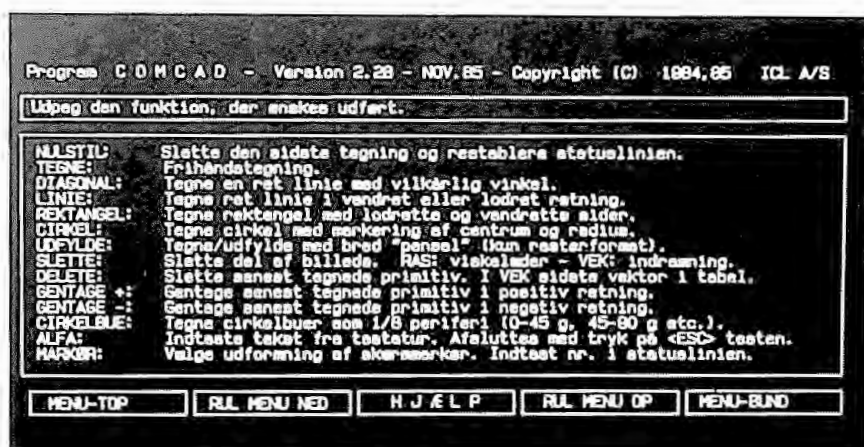 Program C O M C A D - Version 2.20 - NOV.85 - Copyright (C) 1984,85 ICL A/S
Udpeg den funktion, der ønskes udført.
NULSTIL: Slette den sidste tegning og reetablere statuslinien.
TEGNE: Frihåndstegning.
DIAGONAL: Tegne en ret linie med vilkårlig vinkel.
LINIE: Tegne ret linie i vandret eller lodret retning.
REKTANGEL: Tegne rektangel med lodrette og vandrette sider.
CIRKEL: Tegne cirkel med markering af centrum og radius.
UDFYLDE: Tegne/udfylde med bred "pensel" (kun rasterformat).
SLETTE: Slette del af billede. RAS: viskelæder - VEK: indramning.
DELETE: Slette senest tegnede primitiv. I VEK sidste vektor i tabel.
GENTAGE +: Gentage senest tegnede primitiv i positiv retning.
GENTAGE -: Gentage senest tegnede primitiv i negativ retning.
CIRKELBUE: Tegne cirkelbuer som 1/8 periferi (0-45 g, 45-90 g etc.).
ALFA: Indtaste tekst fra tastatur. Afsluttes med tryk på <ESC> tasten.
MARKØR: Vælge udformning af skærmmarkør. Indtast nr. i statuslinien.
MENU-TOP RUL MENU NED H J Æ L P RUL MENU OP MENU-BUND